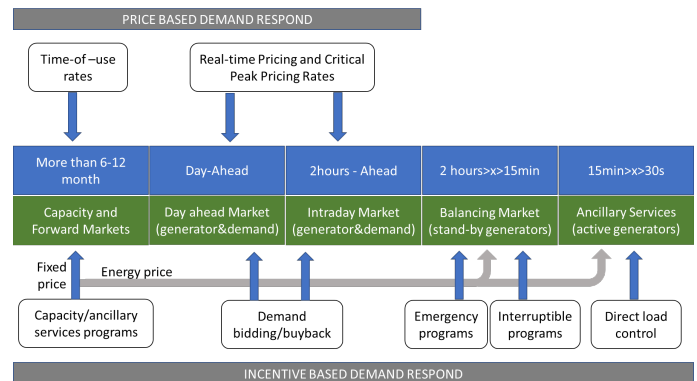 PRICE BASED DEMAND RESPOND
Time-of –use
rates
Real-time Pricing and Critical
Peak Pricing Rates
More than 6-12
month
Day-Ahead
2hours - Ahead
2 hours>x>15min
15min>x>30s
Capacity and
Forward Markets
Day ahead Market
(generator&demand)
Intraday Market
(generator&demand)
Balancing Market
(stand-by generators)
Ancillary Services
(active generators)
Fixed
price
Energy price
Capacity/ancillary
services programs
Demand
bidding/buyback
Emergency
programs
Interruptible
programs
Direct load
control
INCENTIVE BASED DEMAND RESPOND